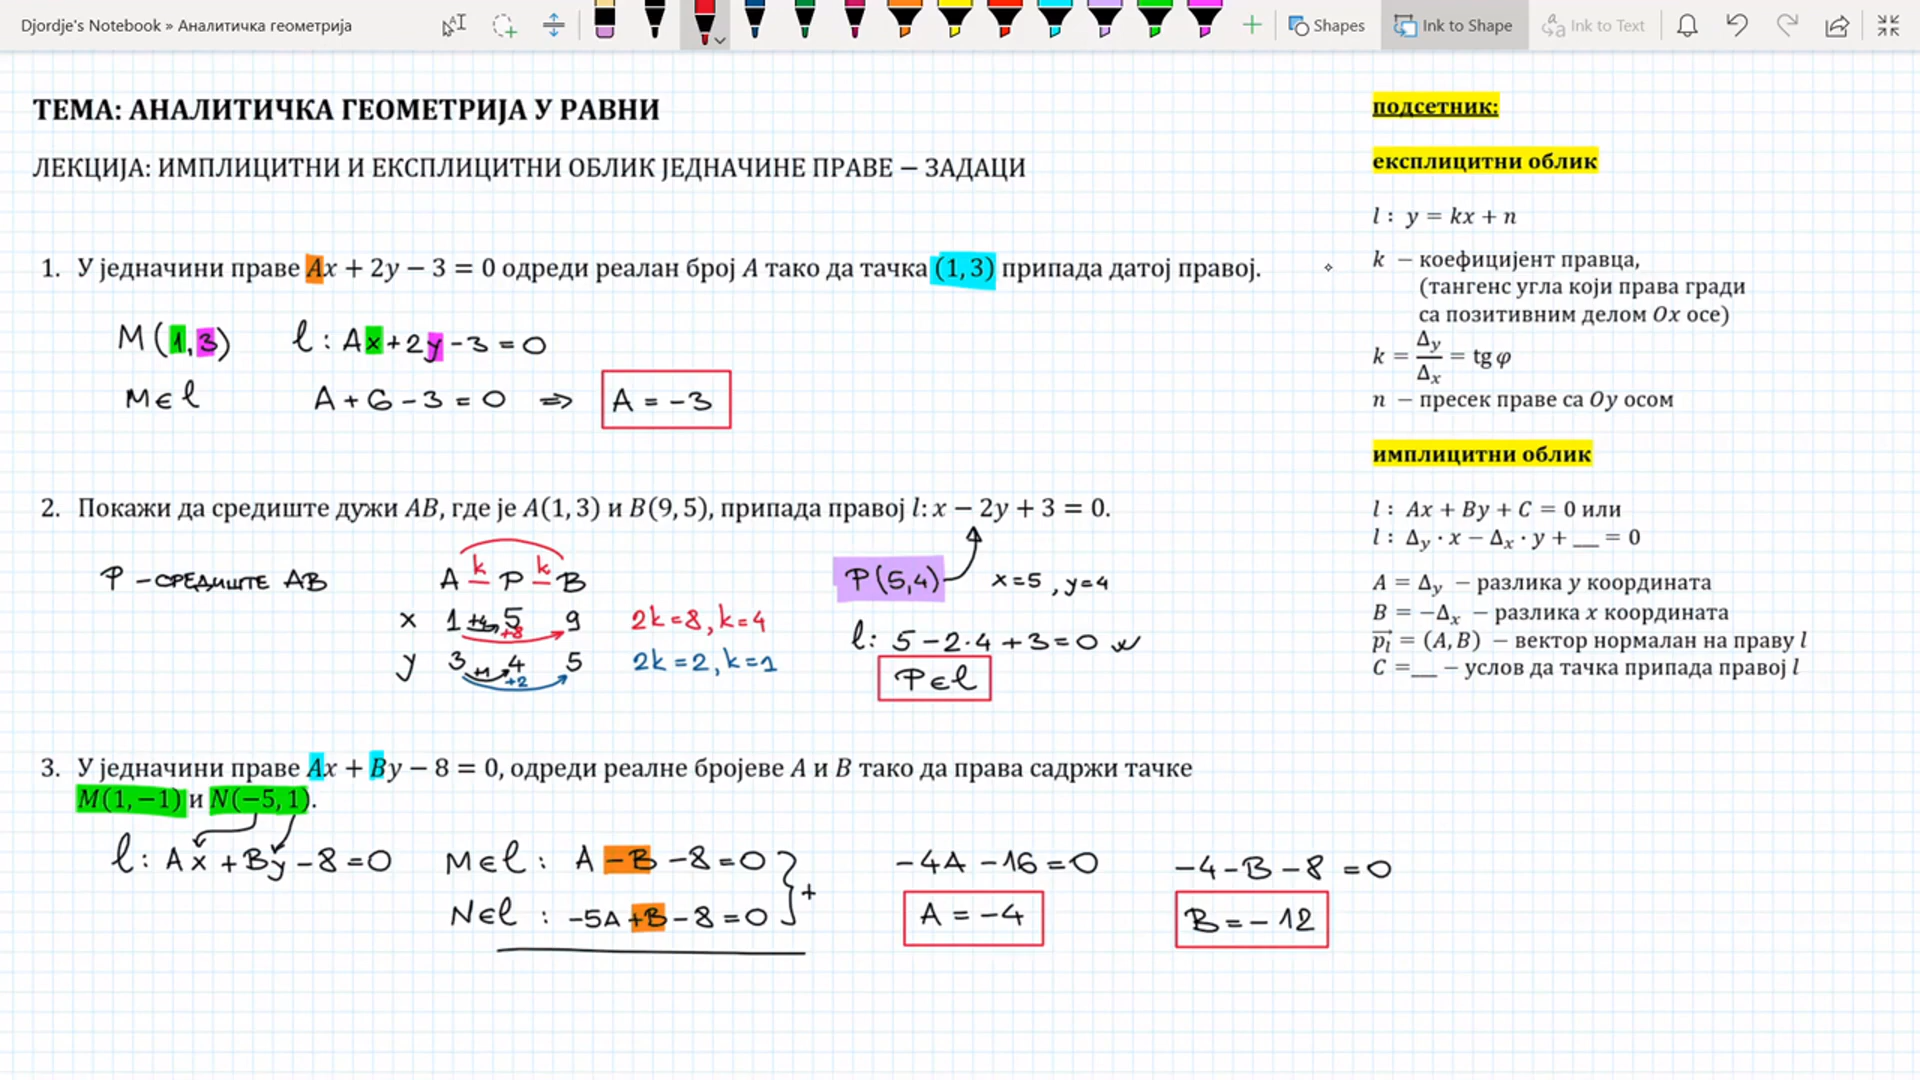 Djordje's Notebook » Аналитичка геометрија
Shapes
Ink to Shape
Ink to Text
ТЕМА: АНАЛИТИЧКА ГЕОМЕТРИЈА У РАВНИ
ЛЕКЦИЈА: ИМПЛИЦИТНИ И ЕКСПЛИЦИТНИ ОБЛИК ЈЕДНАЧИНЕ ПРАВЕ – ЗАДАЦИ
1. У једначини праве Ax + 2y − 3 = 0 одреди реалан број A тако да тачка (1, 3) припада датој правој.
M(1,3) l: Ax+2y-3=0
M∈l A+6-3=0 ⇒ A=-3
2. Покажи да средиште дужи AB, где је A(1, 3) и B(9, 5), припада правој l: x − 2y + 3 = 0.
P - СРЕДИШТЕ AB A k P k B P(5,4) x=5, y=4
x 1 +4 5 9 +8 2k=8, k=4 l: 5-2·4+3=0 ✓
y 3 +1 4 5 +2 2k=2, k=1 P∈l
3. У једначини праве Ax + By − 8 = 0, одреди реалне бројеве A и B тако да права садржи тачке
M(1, −1) и N(−5, 1).
l: Ax+By-8=0 M∈l: A-B-8=0 -4A-16=0 -4-B-8=0
N∈l: -5A+B-8=0 + A=-4 B=-12
подсетник:
експлицитни облик
l: y = kx + n
k – коефицијент правца,
(тангенс угла који права гради
са позитивним делом Ox осе)
k = Δy/Δx = tg φ
n – пресек праве са Oy осом
имплицитни облик
l: Ax + By + C = 0 или
l: Δy · x − Δx · y + __ = 0
A = Δy – разлика y координата
B = −Δx – разлика x координата
p⃗l = (A, B) – вектор нормалан на праву l
C =__ – услов да тачка припада правој l